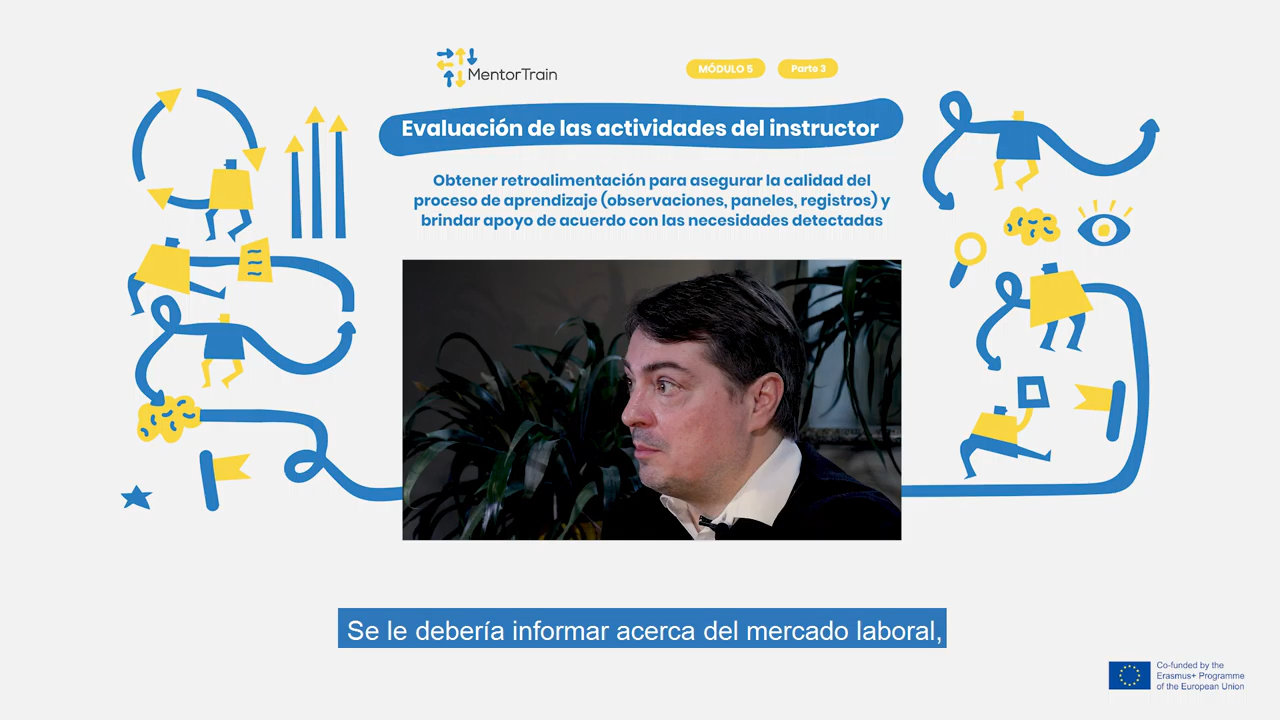 MentorTrain
MÓDULO 5
Parte 3
Evaluación de las actividades del instructor
Obtener retroalimentación para asegurar la calidad del
proceso de aprendizaje (observaciones, paneles, registros) y
brindar apoyo de acuerdo con las necesidades detectadas
Se le debería informar acerca del mercado laboral,
Co-funded by the
Erasmus+ Programme
of the European Union